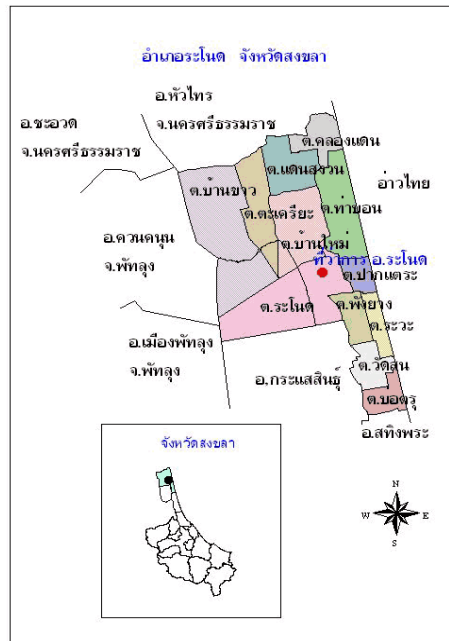 อำเภอระโนด จังหวัดสงขลา
อ.หัวไทร
จ.นครศรีธรรมราช
อ.ชะอวด
จ.นครศรีธรรมราช
ต.คลองแดน
ต.แดนสงวน
อ่าวไทย
ต.บ้านขาว
ต.ตะเครียะ
ต.ท่าบอน
อ.ควนคนุน
จ.พัทลุง
ต.บ้านใหม่
ที่ว่าการ อ.ระโนด
ต.ปากแตระ
ต.ระโนด
ต.พังยาง
ต.ระวะ
อ.เมืองพัทลุง
จ.พัทลุง
ต.วัดสน
อ.กระแสสินธุ์
ต.บ่อตรุ
อ.สทิงพระ
จังหวัดสงขลา
N
W
E
S